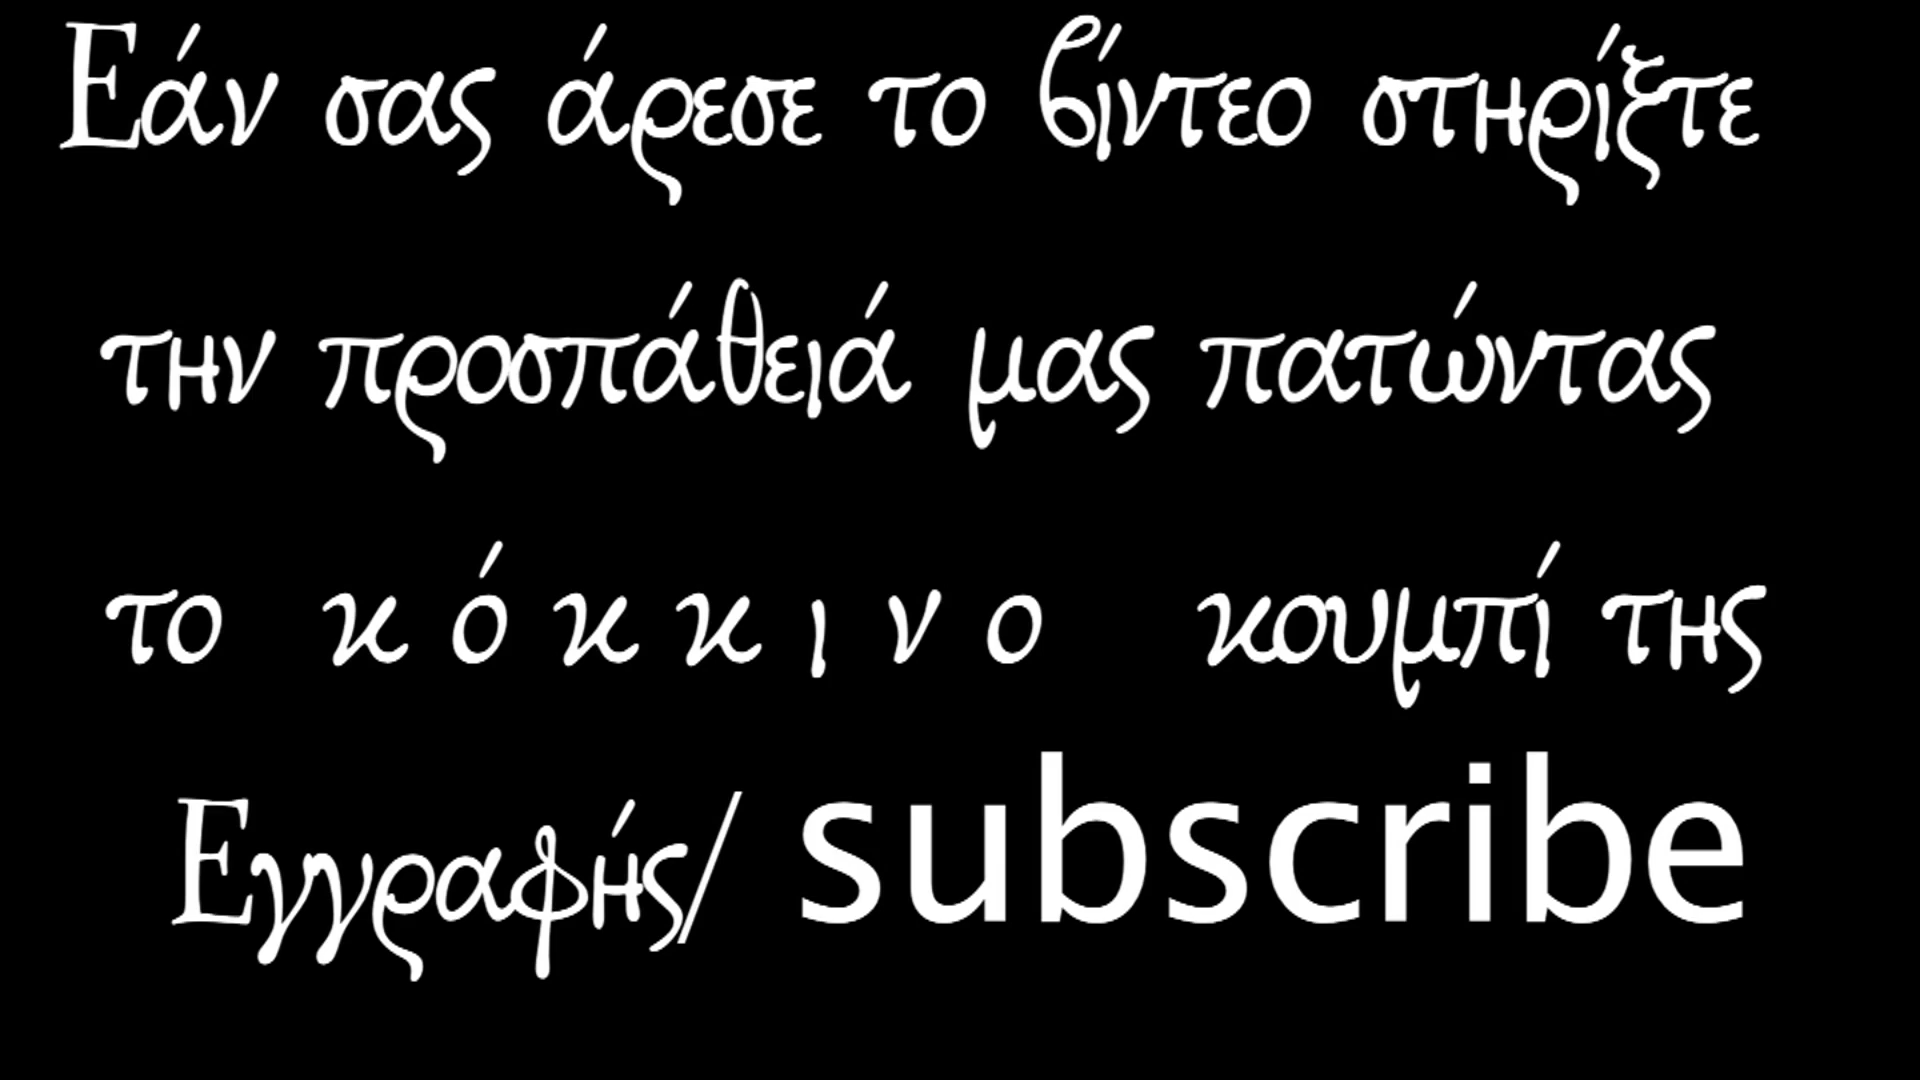 Εάν σας άρεσε το βίντεο στηρίξτε
την προσπάθειά μας πατώντας
το κ ό κ κ ι ν ο κουμπί της
Εγγραφής/ subscribe